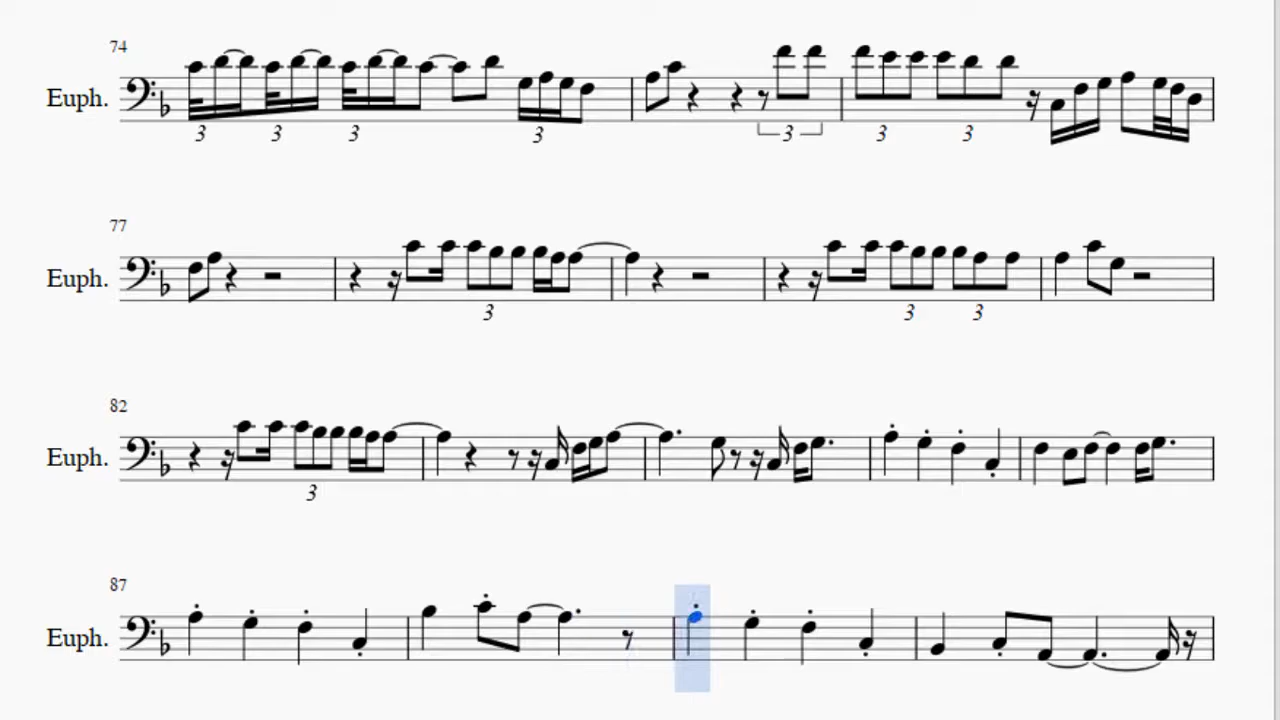 74
Euph.
3 3 3 3 3 3 3
77
Euph.
3 3 3
82
Euph.
3
87
Euph.